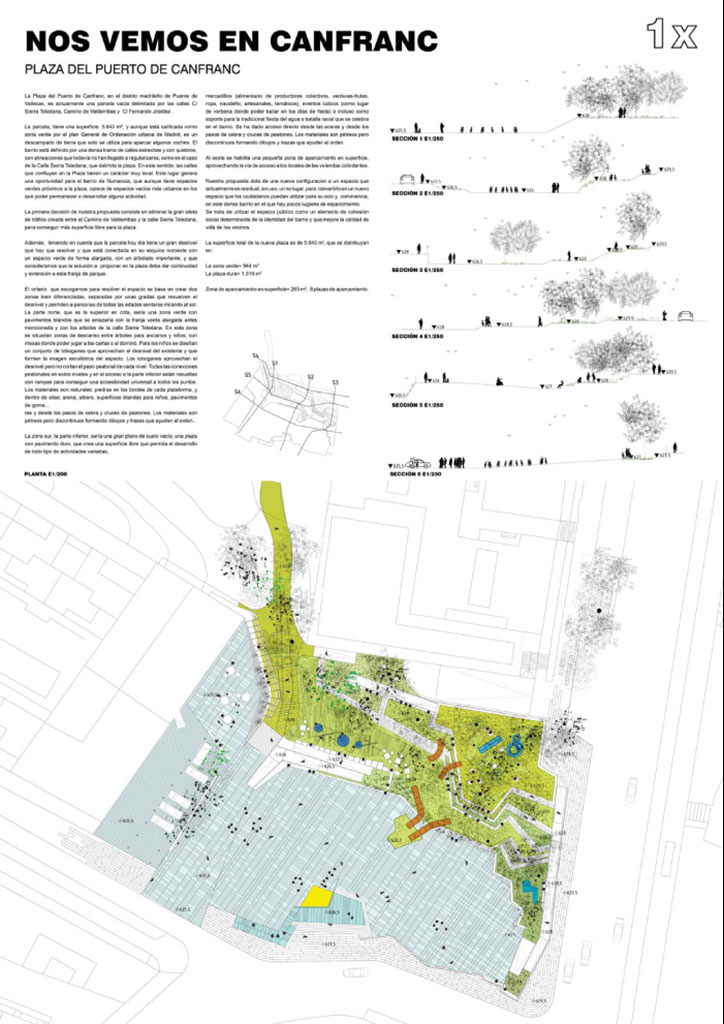 NOS VEMOS EN CANFRANC
1x
PLAZA DEL PUERTO DE CANFRANC
La Plaza del Puerto de Canfranc, en el distrito madrileño de Puente de
Vallecas, es actualmente una parcela vacía delimitada por las calles C/
Sierra Toledana, Camino de Valderribas y C/ Fernando
La parcela, tiene una superficie 5.843 m², y aunque está calificada como
zona verde por el plan General de Ordenación urbana de Madrid, es un
descampado de tierra que solo se utiliza para aparcar algunos coches. El
barrio está definido por una densa trama de calles estrechas y con quiebros,
con alineaciones que todavía no han llegado a regularizarse, como es el caso
de la Calle Sierra Toledana, que delimita la plaza. En este sentido, las calles
que confluyen en la Plaza tienen un carácter muy local. Este lugar genera
una oportunidad para el barrio de Numancia, que aunque tiene espacios
verdes próximos a la plaza, carece de espacios vacíos más urbanos en los
que poder permanecer o desarrollar alguna actividad.
La primera decisión de nuestra propuesta consiste en eliminar la gran isleta
de tráfico creada entre el Camino de Valderribas y la calle Sierra Toledana,
para conseguir más superficie libre para la plaza.
Además, teniendo en cuenta que la parcela hoy día tiene un gran desnivel
que hay que resolver y que está conectada en su esquina noroeste con
un espacio verde de forma alargada, con un arbolado importante, y que
consideramos que la solución a proponer en la plaza debe dar continuidad
y extensión a esta franja de parque.
El criterio que escogemos para resolver el espacio se basa en crear dos
zonas bien diferenciadas, separadas por unas gradas que resuelven el
desnivel y permiten a personas de todas las edades sentarse mirando al sol.
La parte norte, que es la superior en cota, sería una zona verde con
pavimentos blandos que se enlazaría con la franja verde alargada antes
mencionada y con los árboles de la calle Sierra Toledana. En esta zona
se situarían zonas de descanso entre árboles para ancianos y niños, con
mesas donde poder jugar a las cartas o al dominó. Para los niños se diseñan
un conjunto de toboganes que aprovechan el desnivel del existente y que
forman la imagen escultórica del espacio. Los toboganes aprovechan el
desnivel pero no cortan el paso peatonal de cada nivel. Todas las conexiones
peatonales en estos niveles y en el acceso a la parte inferior están resueltas
con rampas para conseguir una accesibilidad universal a todos los puntos.
Los materiales son naturales: piedras en los bordes de cada plataforma, y
dentro de ellas, arena, albero, superficies blandas para niños, pavimentos
de goma...
res y desde los pasos de cebra y cruces de peatones. Los materiales son
pétreos pero discontinuos formando dibujos y trazas que ayuden al orden...
La zona sur, la parte inferior, sería una gran plano de suelo vacío, una plaza
con pavimento duro, que crea una superficie libre que permita el desarrollo
de todo tipo de actividades variadas;
mercadillos (alimentario de productores colectivos, verduras-frutas,
ropa, navideño, artesanales, temáticos), eventos lúdicos (como lugar
de verbena donde poder bailar en los días de fiesta) o incluso como
soporte para la tradicional fiesta del agua o batalla naval que se celebra
en el barrio. Se ha dado acceso directo desde las aceras y desde los
pasos de cebra y cruces de peatones. Los materiales son pétreos pero
discontinuos formando dibujos y trazas que ayuden al orden.
Al oeste se habilita una pequeña zona de aparcamiento en superficie,
aprovechando la vía de acceso a los locales de las viviendas colindantes.
Nuestra propuesta dota de una nueva configuración a un espacio que
actualmente es residual, sin uso, un no lugar, para convertirlo en un nuevo
espacio que los ciudadanos puedan utilizar para su ocio y convivencia,
en este denso barrio en el que hay pocos lugares de esparcimiento.
Se trata de utilizar el espacio público como un elemento de cohesión
social determinante de la identidad del barrio y que mejore la calidad de
vida de los vecinos.
La superficie total de la nueva plaza es de 5.843 m², que se distribuyen
en:
La zona verde= 944 m²
La plaza dura= 1.510 m²
Zona de aparcamiento en superficie= 265 m², 8 plazas de aparcamiento.
S4
S1
S5
S2
S3
S6
SECCIÓN 1 E1/250
SECCIÓN 2 E1/250
SECCIÓN 3 E1/250
SECCIÓN 4 E1/250
SECCIÓN 5 E1/250
SECCIÓN 6 E1/250
PLANTA E1/200